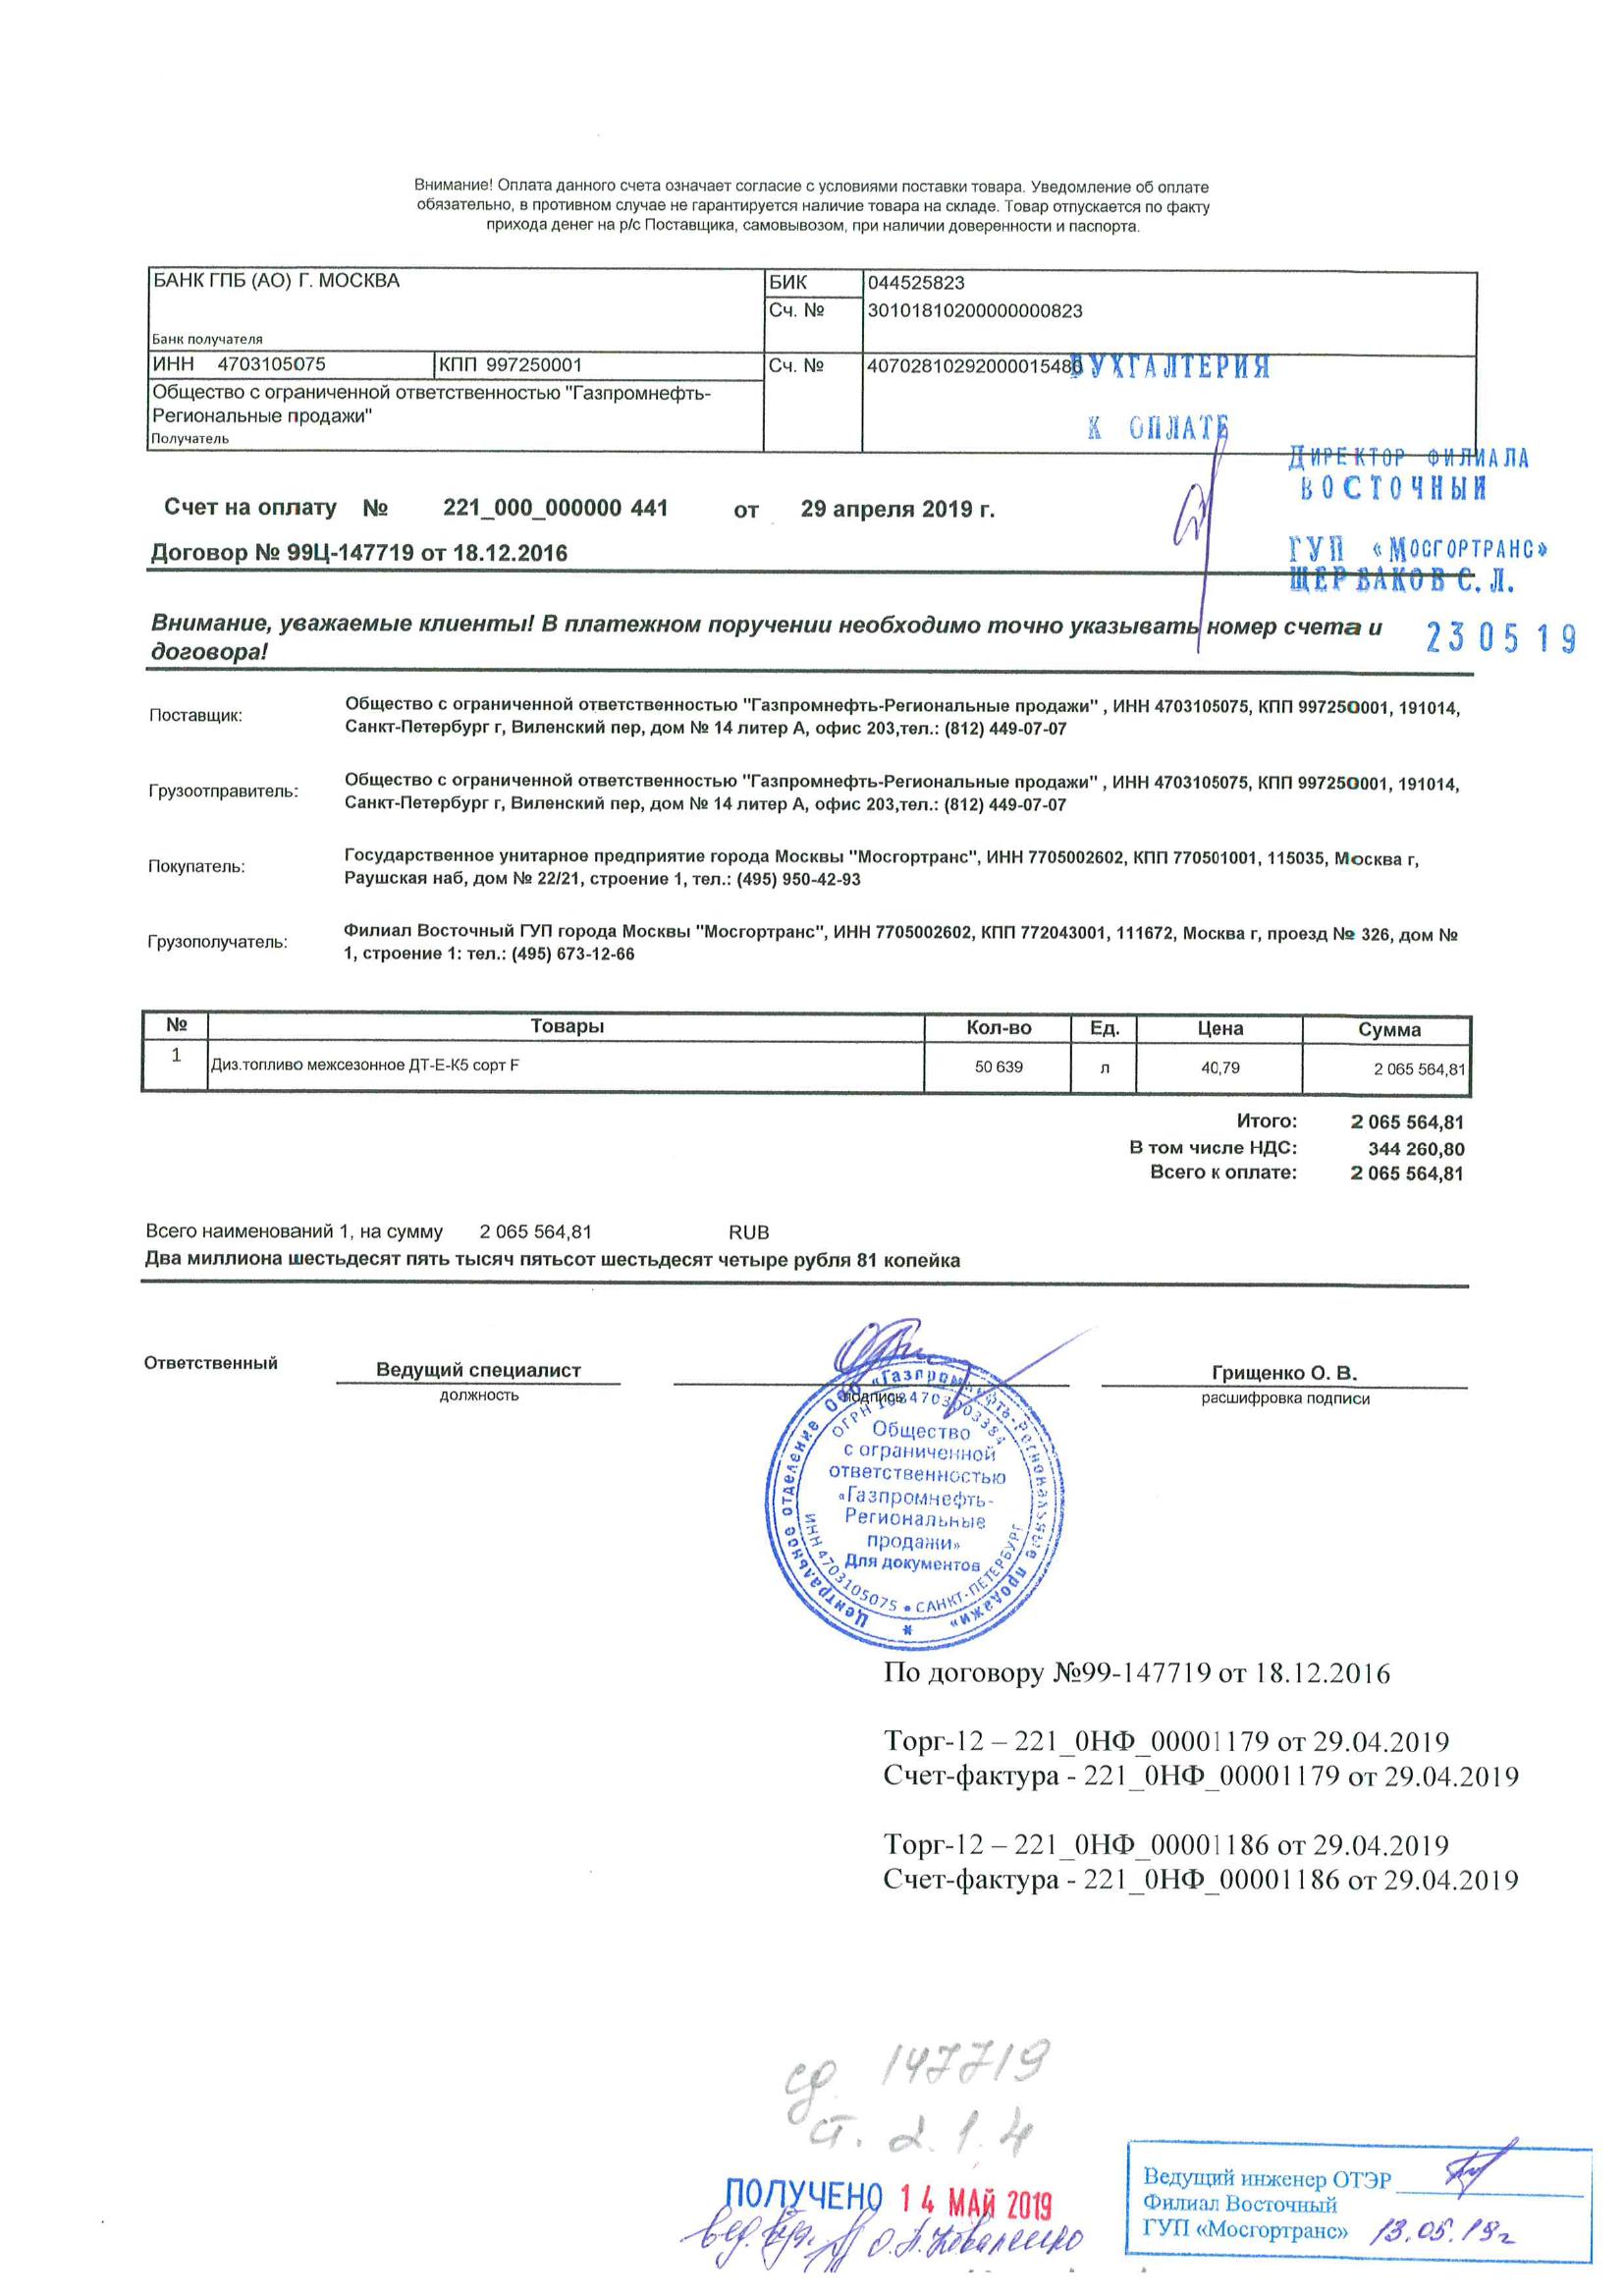 Внимание! Оплата данного счета означает согласие с условиями поставки товара. Уведомление об оплате
обязательно, в противном случае не гарантируется наличие товара на складе. Товар отпускается по факту
прихода денег на р/с Поставщика, самовывозом, при наличии доверенности и паспорта.
БАНК ГПБ (АО) Г. МОСКВА БИК 044525823
Сч. № 30101810200000000823
Банк получателя
ИНН 4703105075 КПП 997250001 Сч. № 40702810292000015480
БУХГАЛТЕРИЯ
Общество с ограниченной ответственностью "Газпромнефть-
Региональные продажи"
Получатель
К ОПЛАТЕ
ДИРЕКТОР ФИЛИАЛА
ВОСТОЧНЫЙ
ГУП «МОСГОРТРАНС»
ЩЕРБАКОВ С. Л.
23 05 19
Счет на оплату № 221_000_000000 441 от 29 апреля 2019 г.
Договор № 99Ц-147719 от 18.12.2016
Внимание, уважаемые клиенты! В платежном поручении необходимо точно указывать номер счета и
договора!
Поставщик: Общество с ограниченной ответственностью "Газпромнефть-Региональные продажи" , ИНН 4703105075, КПП 997250001, 191014,
Санкт-Петербург г, Виленский пер, дом № 14 литер А, офис 203,тел.: (812) 449-07-07
Грузоотправитель: Общество с ограниченной ответственностью "Газпромнефть-Региональные продажи" , ИНН 4703105075, КПП 997250001, 191014,
Санкт-Петербург г, Виленский пер, дом № 14 литер А, офис 203,тел.: (812) 449-07-07
Покупатель: Государственное унитарное предприятие города Москвы "Мосгортранс", ИНН 7705002602, КПП 770501001, 115035, Москва г,
Раушская наб, дом № 22/21, строение 1, тел.: (495) 950-42-93
Грузополучатель: Филиал Восточный ГУП города Москвы "Мосгортранс", ИНН 7705002602, КПП 772043001, 111672, Москва г, проезд № 326, дом №
1, строение 1: тел.: (495) 673-12-66
№ Товары Кол-во Ед. Цена Сумма
1 Диз.топливо межсезонное ДТ-Е-К5 сорт F 50 639 л 40,79 2 065 564,81
Итого: 2 065 564,81
В том числе НДС: 344 260,80
Всего к оплате: 2 065 564,81
Всего наименований 1, на сумму 2 065 564,81 RUB
Два миллиона шестьдесят пять тысяч пятьсот шестьдесят четыре рубля 81 копейка
Ответственный Ведущий специалист Грищенко О. В.
должность подпись расшифровка подписи
Центральное отделение ООО «Газпромнефть-Региональные продажи»
ОГРН 1084703003384
Общество
с ограниченной
ответственностью
«Газпромнефть-
Региональные
продажи»
Для документов
ИНН 4703105075 • САНКТ-ПЕТЕРБУРГ
По договору №99-147719 от 18.12.2016
Торг-12 – 221_0НФ_00001179 от 29.04.2019
Счет-фактура - 221_0НФ_00001179 от 29.04.2019
Торг-12 – 221_0НФ_00001186 от 29.04.2019
Счет-фактура - 221_0НФ_00001186 от 29.04.2019
147719
ст. 2.1.4
ПОЛУЧЕНО 14 МАЙ 2019
вед. О.П. Коваленко
Ведущий инженер ОТЭР
Филиал Восточный
ГУП «Мосгортранс» 13.05.19г